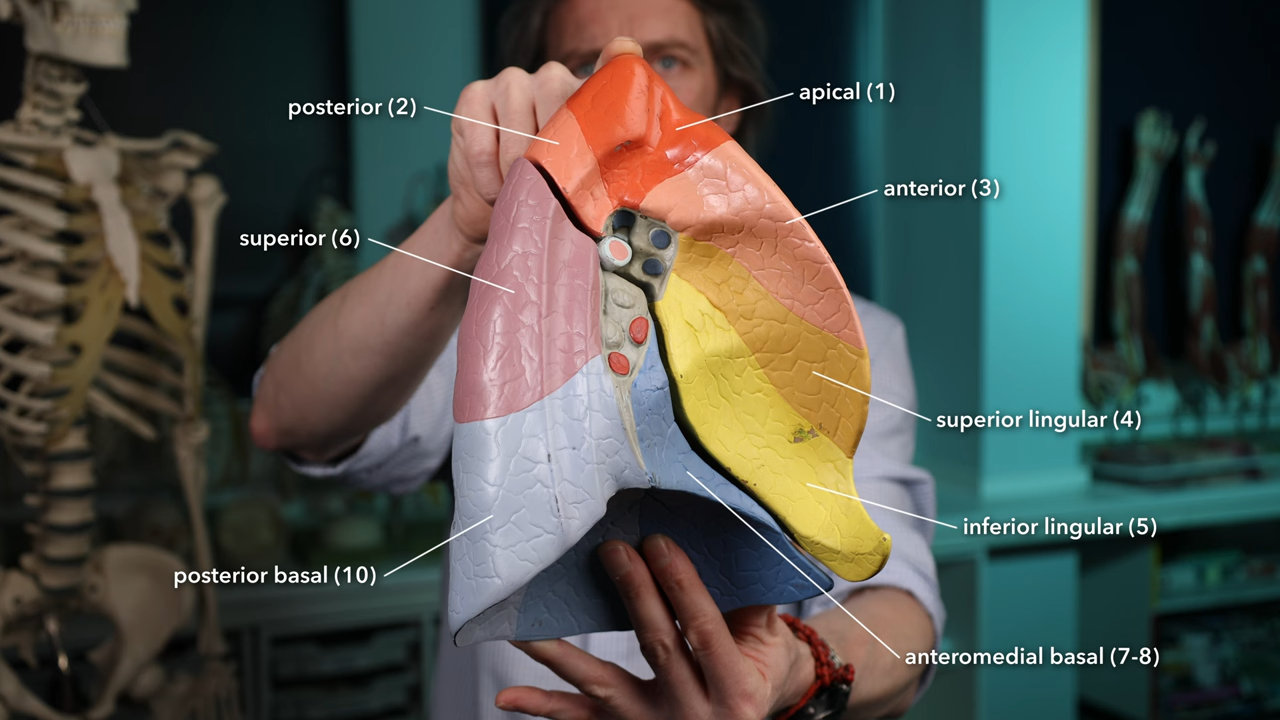 posterior (2)
apical (1)
anterior (3)
superior (6)
superior lingular (4)
inferior lingular (5)
posterior basal (10)
anteromedial basal (7-8)